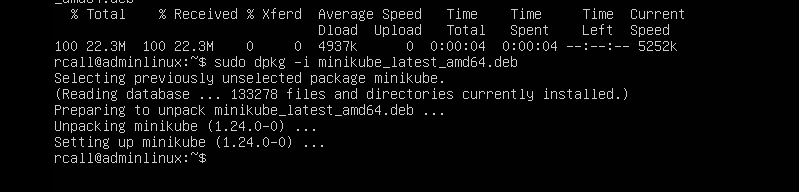 _amd64.deb
% Total % Received % Xferd Average Speed Time Time Time Current
Dload Upload Total Spent Left Speed
100 22.3M 100 22.3M 0 0 4937k 0 0:00:04 0:00:04 --:--:-- 5252k
rcall@adminlinux:~$ sudo dpkg -i minikube_latest_amd64.deb
Selecting previously unselected package minikube.
(Reading database ... 133278 files and directories currently installed.)
Preparing to unpack minikube_latest_amd64.deb ...
Unpacking minikube (1.24.0-0) ...
Setting up minikube (1.24.0-0) ...
rcall@adminlinux:~$